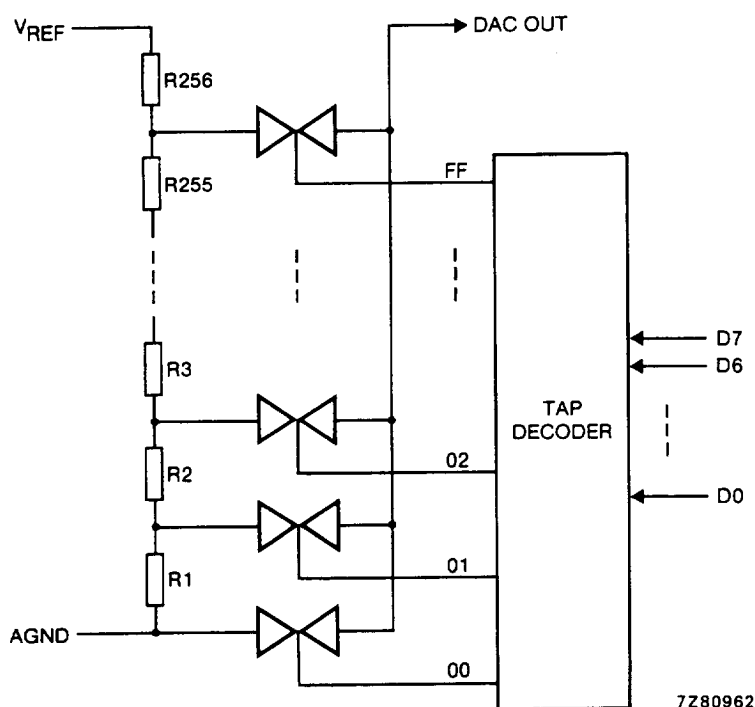 VREF
DAC OUT
R256
FF
R255
D7
D6
R3
TAP
DECODER
02
R2
D0
01
R1
AGND
00
7Z80962